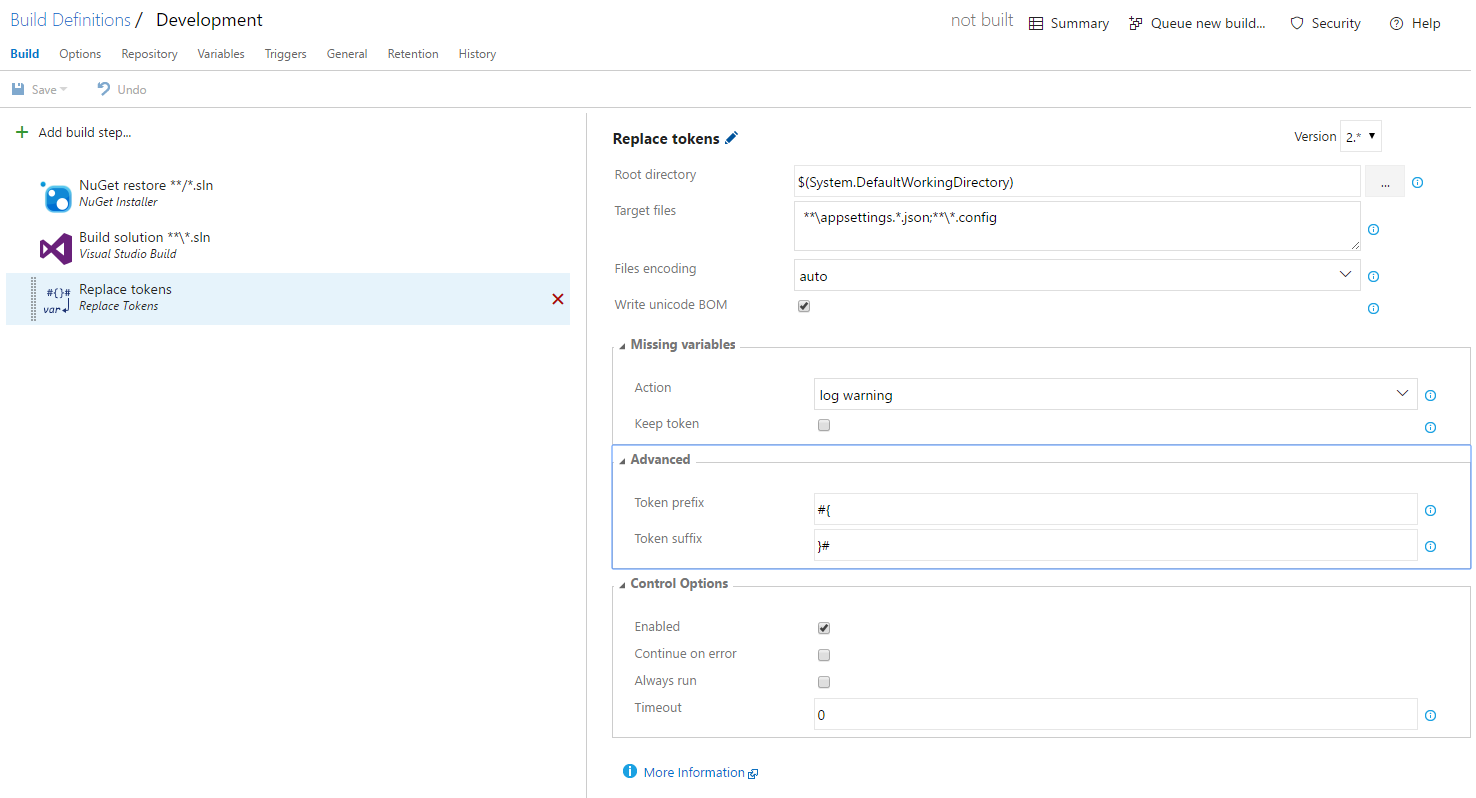 Build Definitions / Development
not built Summary Queue new build... Security Help
Build Options Repository Variables Triggers General Retention History
Save Undo
Add build step...
NuGet restore **/*.sln
NuGet Installer
Build solution **\*.sln
Visual Studio Build
#{}#
var
Replace tokens
Replace Tokens
Replace tokens
Version 2.*
Root directory $(System.DefaultWorkingDirectory) ...
Target files **\appsettings.*.json;**\*.config
Files encoding auto
Write unicode BOM
Missing variables
Action log warning
Keep token
Advanced
Token prefix #{
Token suffix }#
Control Options
Enabled
Continue on error
Always run
Timeout 0
More Information